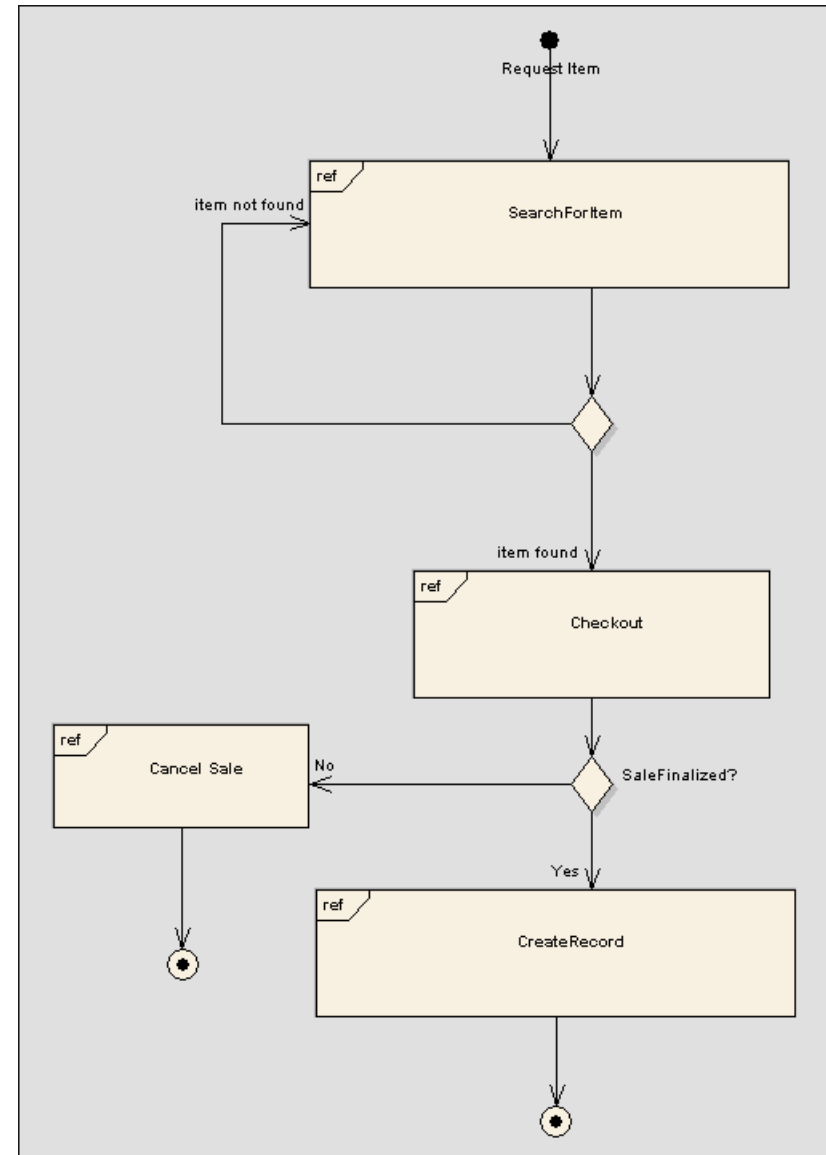 Request Item
ref
SearchForItem
item not found
item found
ref
Checkout
ref
Cancel Sale
No
SaleFinalized?
Yes
ref
CreateRecord